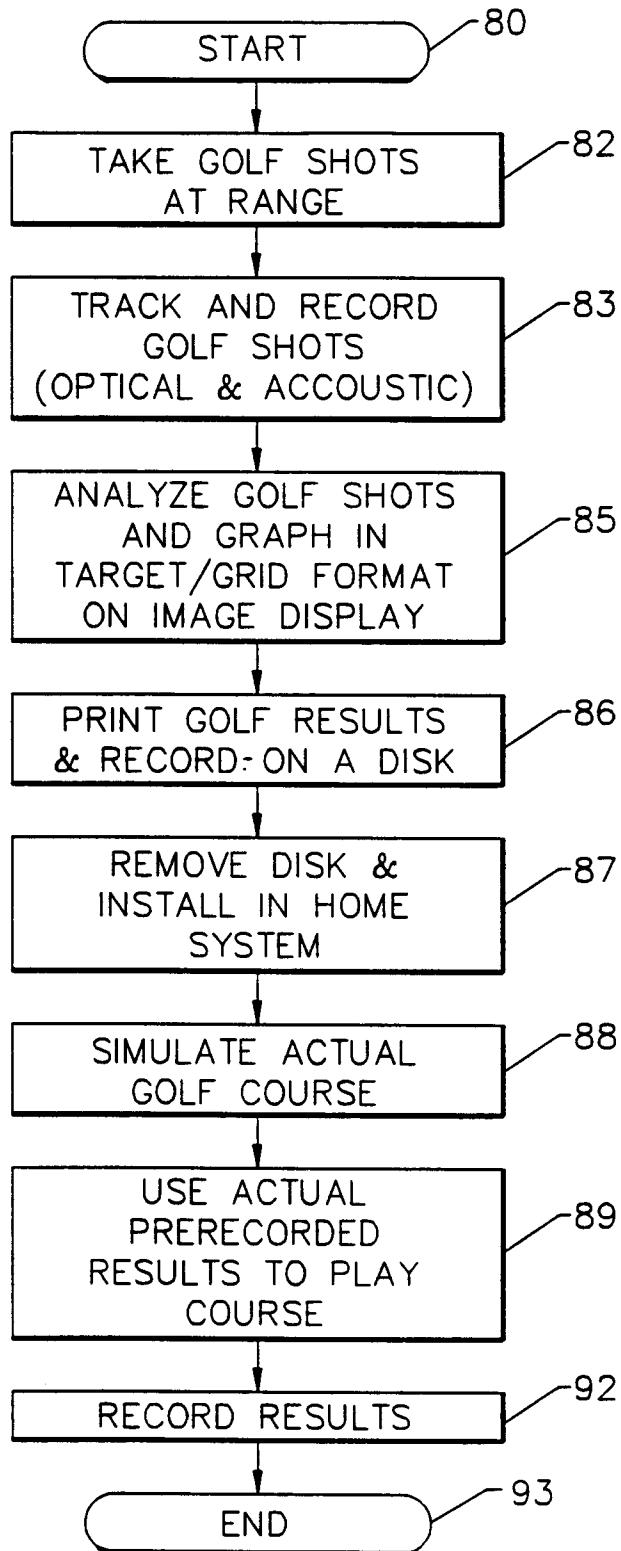 START
80
TAKE GOLF SHOTS
AT RANGE
82
TRACK AND RECORD
GOLF SHOTS
(OPTICAL & ACCOUSTIC)
83
ANALYZE GOLF SHOTS
AND GRAPH IN
TARGET/GRID FORMAT
ON IMAGE DISPLAY
85
PRINT GOLF RESULTS
& RECORD- ON A DISK
86
REMOVE DISK &
INSTALL IN HOME
SYSTEM
87
SIMULATE ACTUAL
GOLF COURSE
88
USE ACTUAL
PRERECORDED
RESULTS TO PLAY
COURSE
89
RECORD RESULTS
92
END
93